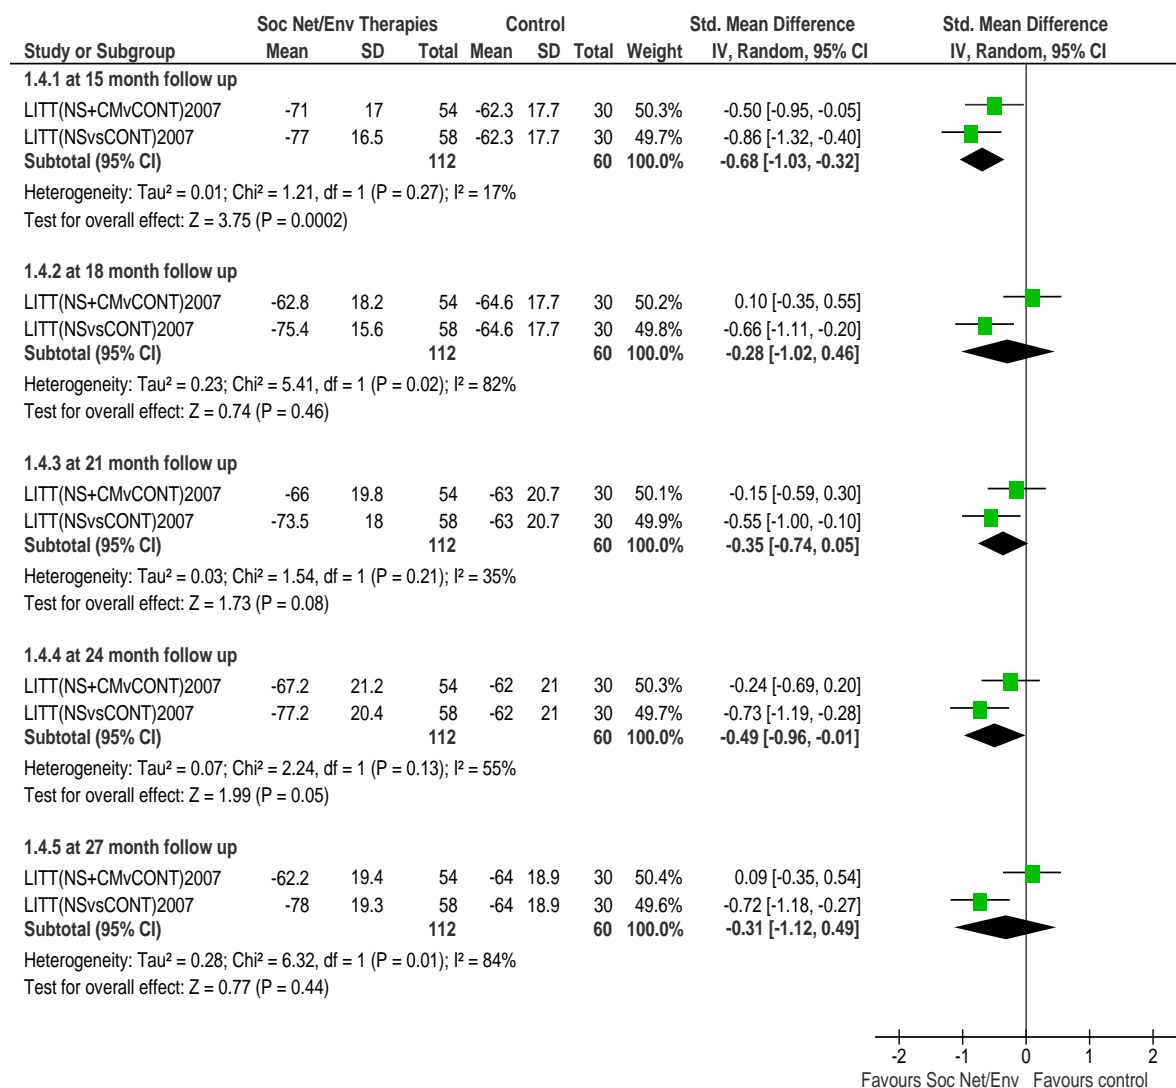 Soc Net/Env Therapies Control Std. Mean Difference Std. Mean Difference
Study or Subgroup Mean SD Total Mean SD Total Weight IV, Random, 95% CI IV, Random, 95% CI
1.4.1 at 15 month follow up
LITT(NS+CMvCONT)2007 -71 17 54 -62.3 17.7 30 50.3% -0.50 [-0.95, -0.05]
LITT(NSvsCONT)2007 -77 16.5 58 -62.3 17.7 30 49.7% -0.86 [-1.32, -0.40]
Subtotal (95% CI) 112 60 100.0% -0.68 [-1.03, -0.32]
Heterogeneity: Tau² = 0.01; Chi² = 1.21, df = 1 (P = 0.27); I² = 17%
Test for overall effect: Z = 3.75 (P = 0.0002)
1.4.2 at 18 month follow up
LITT(NS+CMvCONT)2007 -62.8 18.2 54 -64.6 17.7 30 50.2% 0.10 [-0.35, 0.55]
LITT(NSvsCONT)2007 -75.4 15.6 58 -64.6 17.7 30 49.8% -0.66 [-1.11, -0.20]
Subtotal (95% CI) 112 60 100.0% -0.28 [-1.02, 0.46]
Heterogeneity: Tau² = 0.23; Chi² = 5.41, df = 1 (P = 0.02); I² = 82%
Test for overall effect: Z = 0.74 (P = 0.46)
1.4.3 at 21 month follow up
LITT(NS+CMvCONT)2007 -66 19.8 54 -63 20.7 30 50.1% -0.15 [-0.59, 0.30]
LITT(NSvsCONT)2007 -73.5 18 58 -63 20.7 30 49.9% -0.55 [-1.00, -0.10]
Subtotal (95% CI) 112 60 100.0% -0.35 [-0.74, 0.05]
Heterogeneity: Tau² = 0.03; Chi² = 1.54, df = 1 (P = 0.21); I² = 35%
Test for overall effect: Z = 1.73 (P = 0.08)
1.4.4 at 24 month follow up
LITT(NS+CMvCONT)2007 -67.2 21.2 54 -62 21 30 50.3% -0.24 [-0.69, 0.20]
LITT(NSvsCONT)2007 -77.2 20.4 58 -62 21 30 49.7% -0.73 [-1.19, -0.28]
Subtotal (95% CI) 112 60 100.0% -0.49 [-0.96, -0.01]
Heterogeneity: Tau² = 0.07; Chi² = 2.24, df = 1 (P = 0.13); I² = 55%
Test for overall effect: Z = 1.99 (P = 0.05)
1.4.5 at 27 month follow up
LITT(NS+CMvCONT)2007 -62.2 19.4 54 -64 18.9 30 50.4% 0.09 [-0.35, 0.54]
LITT(NSvsCONT)2007 -78 19.3 58 -64 18.9 30 49.6% -0.72 [-1.18, -0.27]
Subtotal (95% CI) 112 60 100.0% -0.31 [-1.12, 0.49]
Heterogeneity: Tau² = 0.28; Chi² = 6.32, df = 1 (P = 0.01); I² = 84%
Test for overall effect: Z = 0.77 (P = 0.44)
-2 -1 0 1 2
Favours Soc Net/Env Favours control